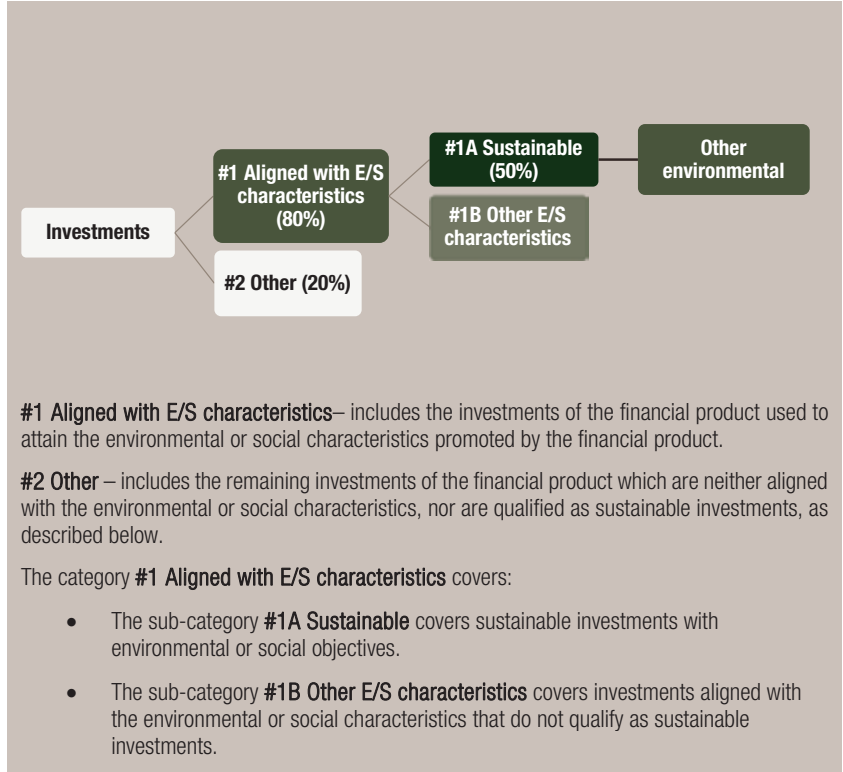 #1A Sustainable
(50%)
Other
environmental
#1 Aligned with E/S
characteristics
(80%)
#1B Other E/S
characteristics
Investments
#2 Other (20%)
#1 Aligned with E/S characteristics– includes the investments of the financial product used to
attain the environmental or social characteristics promoted by the financial product.
#2 Other – includes the remaining investments of the financial product which are neither aligned
with the environmental or social characteristics, nor are qualified as sustainable investments, as
described below.
The category #1 Aligned with E/S characteristics covers:
• The sub-category #1A Sustainable covers sustainable investments with
environmental or social objectives.
• The sub-category #1B Other E/S characteristics covers investments aligned with
the environmental or social characteristics that do not qualify as sustainable
investments.